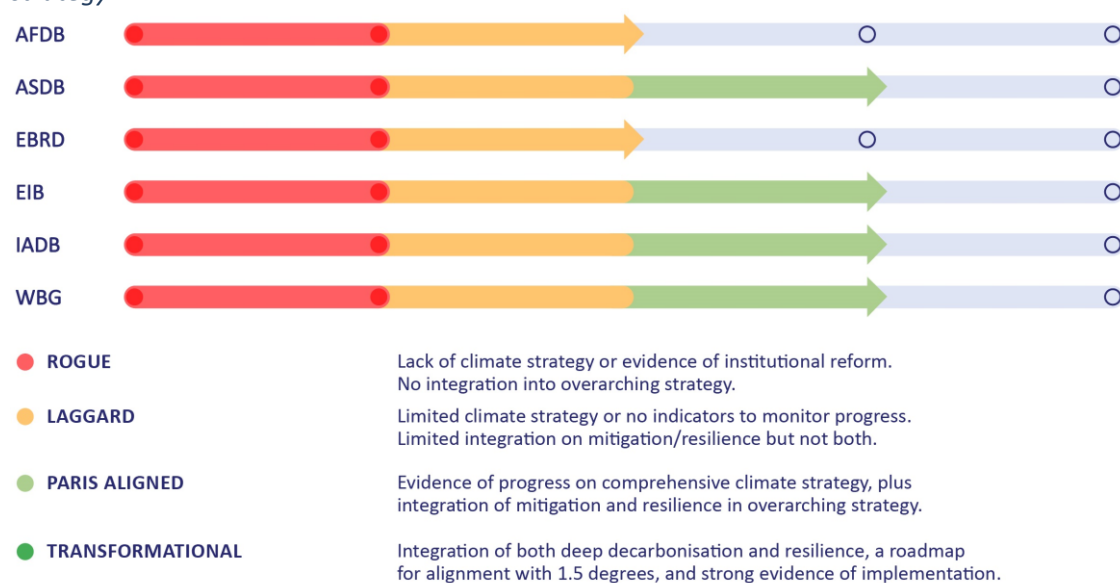 strategy
AFDB
ASDB
EBRD
EIB
IADB
WBG
ROGUE
Lack of climate strategy or evidence of institutional reform.
No integration into overarching strategy.
LAGGARD
Limited climate strategy or no indicators to monitor progress.
Limited integration on mitigation/resilience but not both.
PARIS ALIGNED
Evidence of progress on comprehensive climate strategy, plus
integration of mitigation and resilience in overarching strategy.
TRANSFORMATIONAL
Integration of both deep decarbonisation and resilience, a roadmap
for alignment with 1.5 degrees, and strong evidence of implementation.